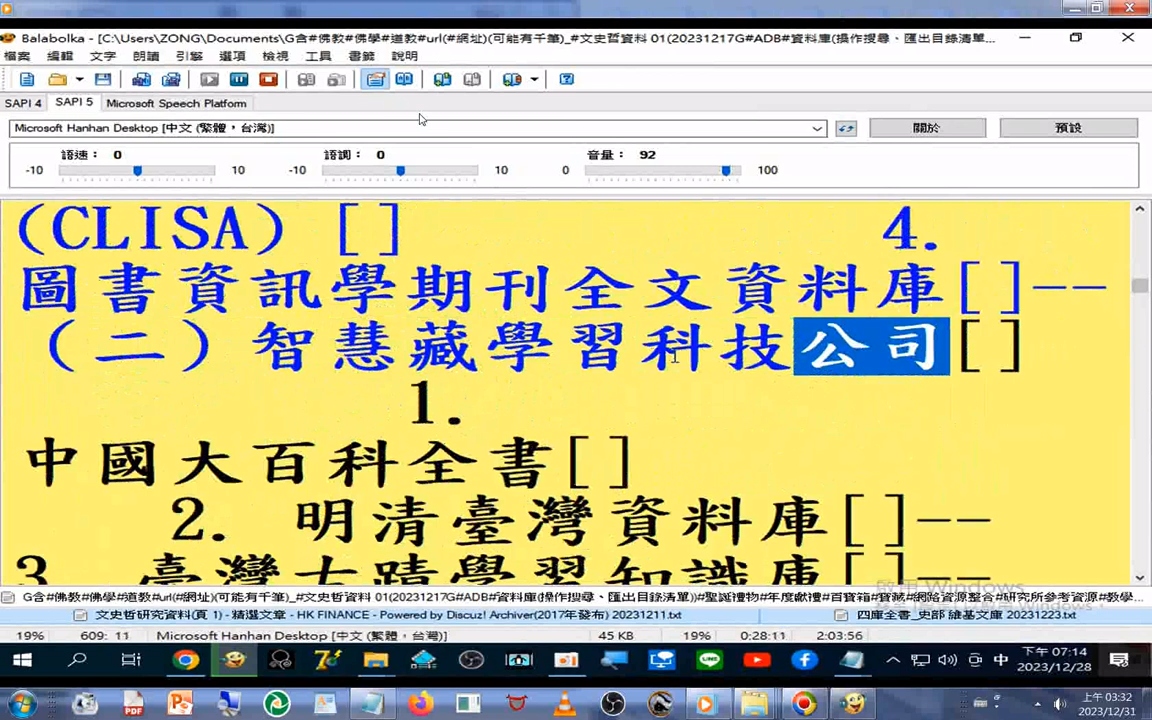 Balabolka - [C:\Users\ZONG\Documents\G含#佛教#佛學#道教#url(#網址)(可能有千筆)_#文史哲資料 01(20231217G#ADB#資料庫(操作搜尋、匯出目錄清單...
檔案 編輯 文字 朗讀 引擎 選項 檢視 工具 書籤 說明
SAPI 4 SAPI 5 Microsoft Speech Platform
Microsoft Hanhan Desktop [中文 (繁體，台灣)] 關於 預設
語速： 0 語調： 0 音量： 92
-10 10 -10 10 0 100
(CLISA) [] 4.
圖書資訊學期刊全文資料庫[]--
（二）智慧藏學習科技公司[]
1.
中國大百科全書[]
2. 明清臺灣資料庫[]--
3. 臺灣古蹟學習知識庫[]--
啟用 Windows
G含#佛教#佛學#道教#url(#網址)(可能有千筆)_#文史哲資料 01(20231217G#ADB#資料庫(操作搜尋、匯出目錄清單))#聖誕禮物#年度獻禮#百寶箱#寶藏#網路資源整合#研究所參考資源#教學...
文史哲研究資料(頁 1) - 精選文章 - HK FINANCE - Powered by Discuz! Archiver(2017年發布) 20231211.txt 四庫全書_史部 維基文庫 20231223.txt
19% 609: 11 Microsoft Hanhan Desktop [中文 (繁體，台灣)] 45 KB 19% 0:28:11 2:03:56
中 下午 07:14
2023/12/28
上午 03:32
2023/12/31